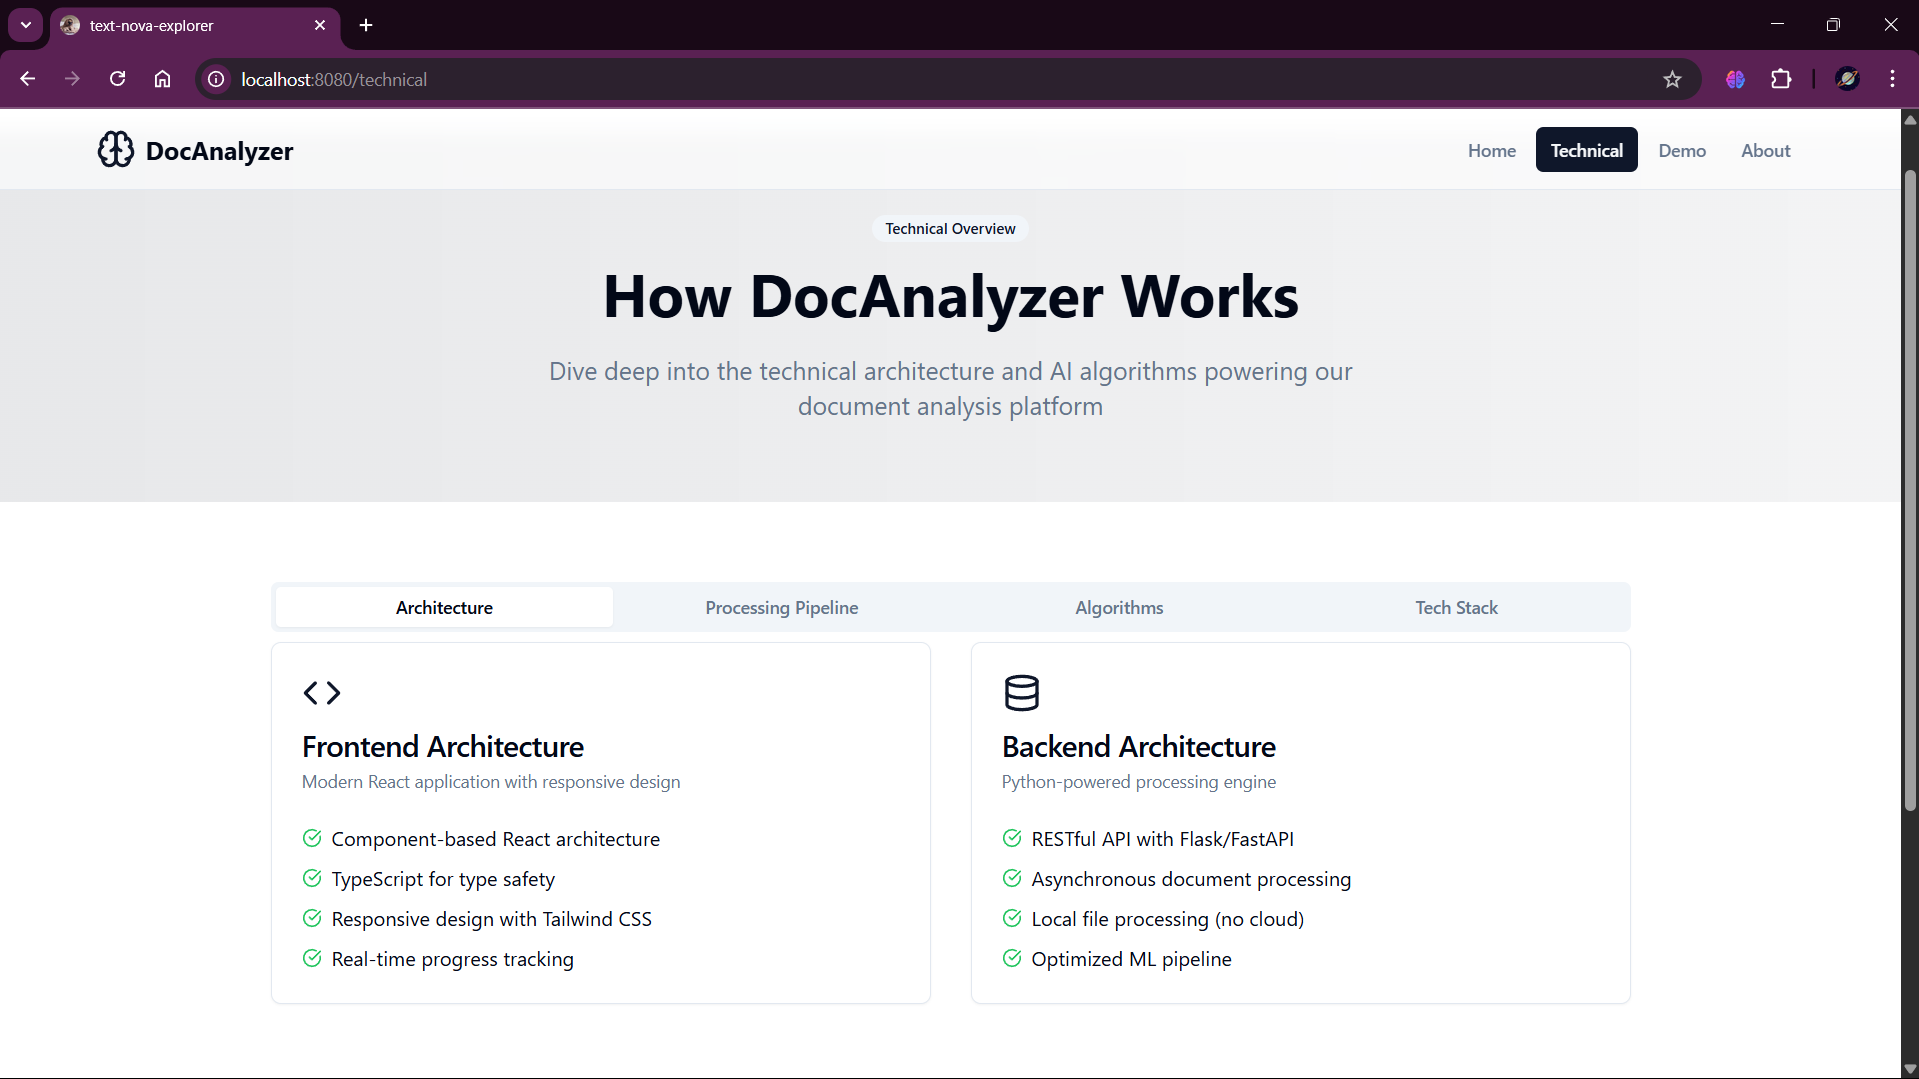 text-nova-explorer
localhost:8080/technical
DocAnalyzer
Home
Technical
Demo
About
Technical Overview
How DocAnalyzer Works
Dive deep into the technical architecture and AI algorithms powering our
document analysis platform
Architecture
Processing Pipeline
Algorithms
Tech Stack
Frontend Architecture
Modern React application with responsive design
Component-based React architecture
TypeScript for type safety
Responsive design with Tailwind CSS
Real-time progress tracking
Backend Architecture
Python-powered processing engine
RESTful API with Flask/FastAPI
Asynchronous document processing
Local file processing (no cloud)
Optimized ML pipeline